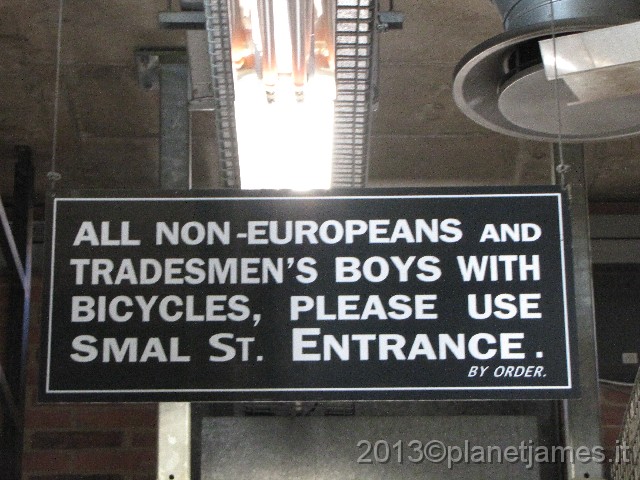 ALL NON-EUROPEANS AND
TRADESMEN'S BOYS WITH
BICYCLES, PLEASE USE
SMAL ST. ENTRANCE.
BY ORDER.
2013©planetjames.it